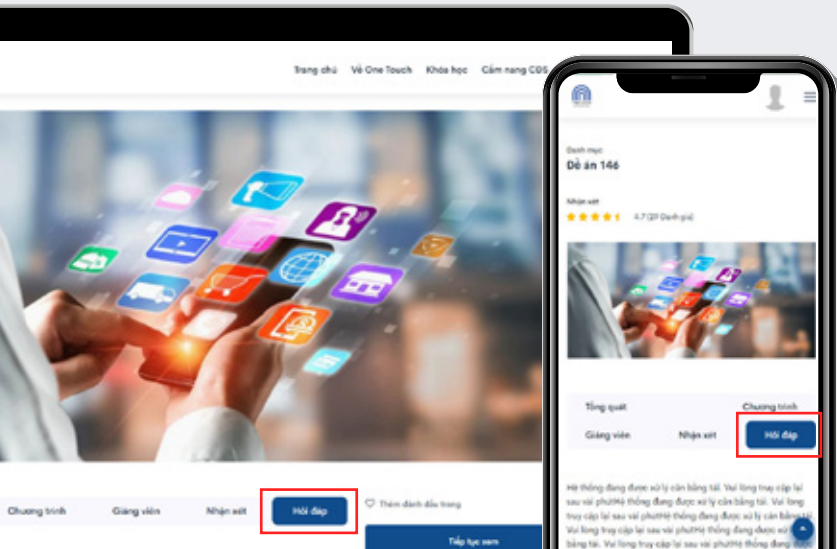 Trang chủ Về One Touch Khóa học Cẩm nang CĐS
Chương trình Giảng viên Nhận xét Hỏi đáp
Thêm đánh dấu trang
Tiếp tục xem
Danh mục
Đề án 146
Nhận xét
4.7 (29 Đánh giá)
Tổng quát Chương trình
Giảng viên Nhận xét Hỏi đáp
Hệ thống đang được xử lý cân bằng tải. Vui lòng truy cập lại
sau vài phútHệ thống đang được xử lý cân bằng tải. Vui lòng
truy cập lại sau vài phútHệ thống đang được xử lý cân bằng tải.
Vui lòng truy cập lại sau vài phútHệ thống đang được xử
bằng tải. Vui lòng truy cập lại sau vài phútHệ thống đang được